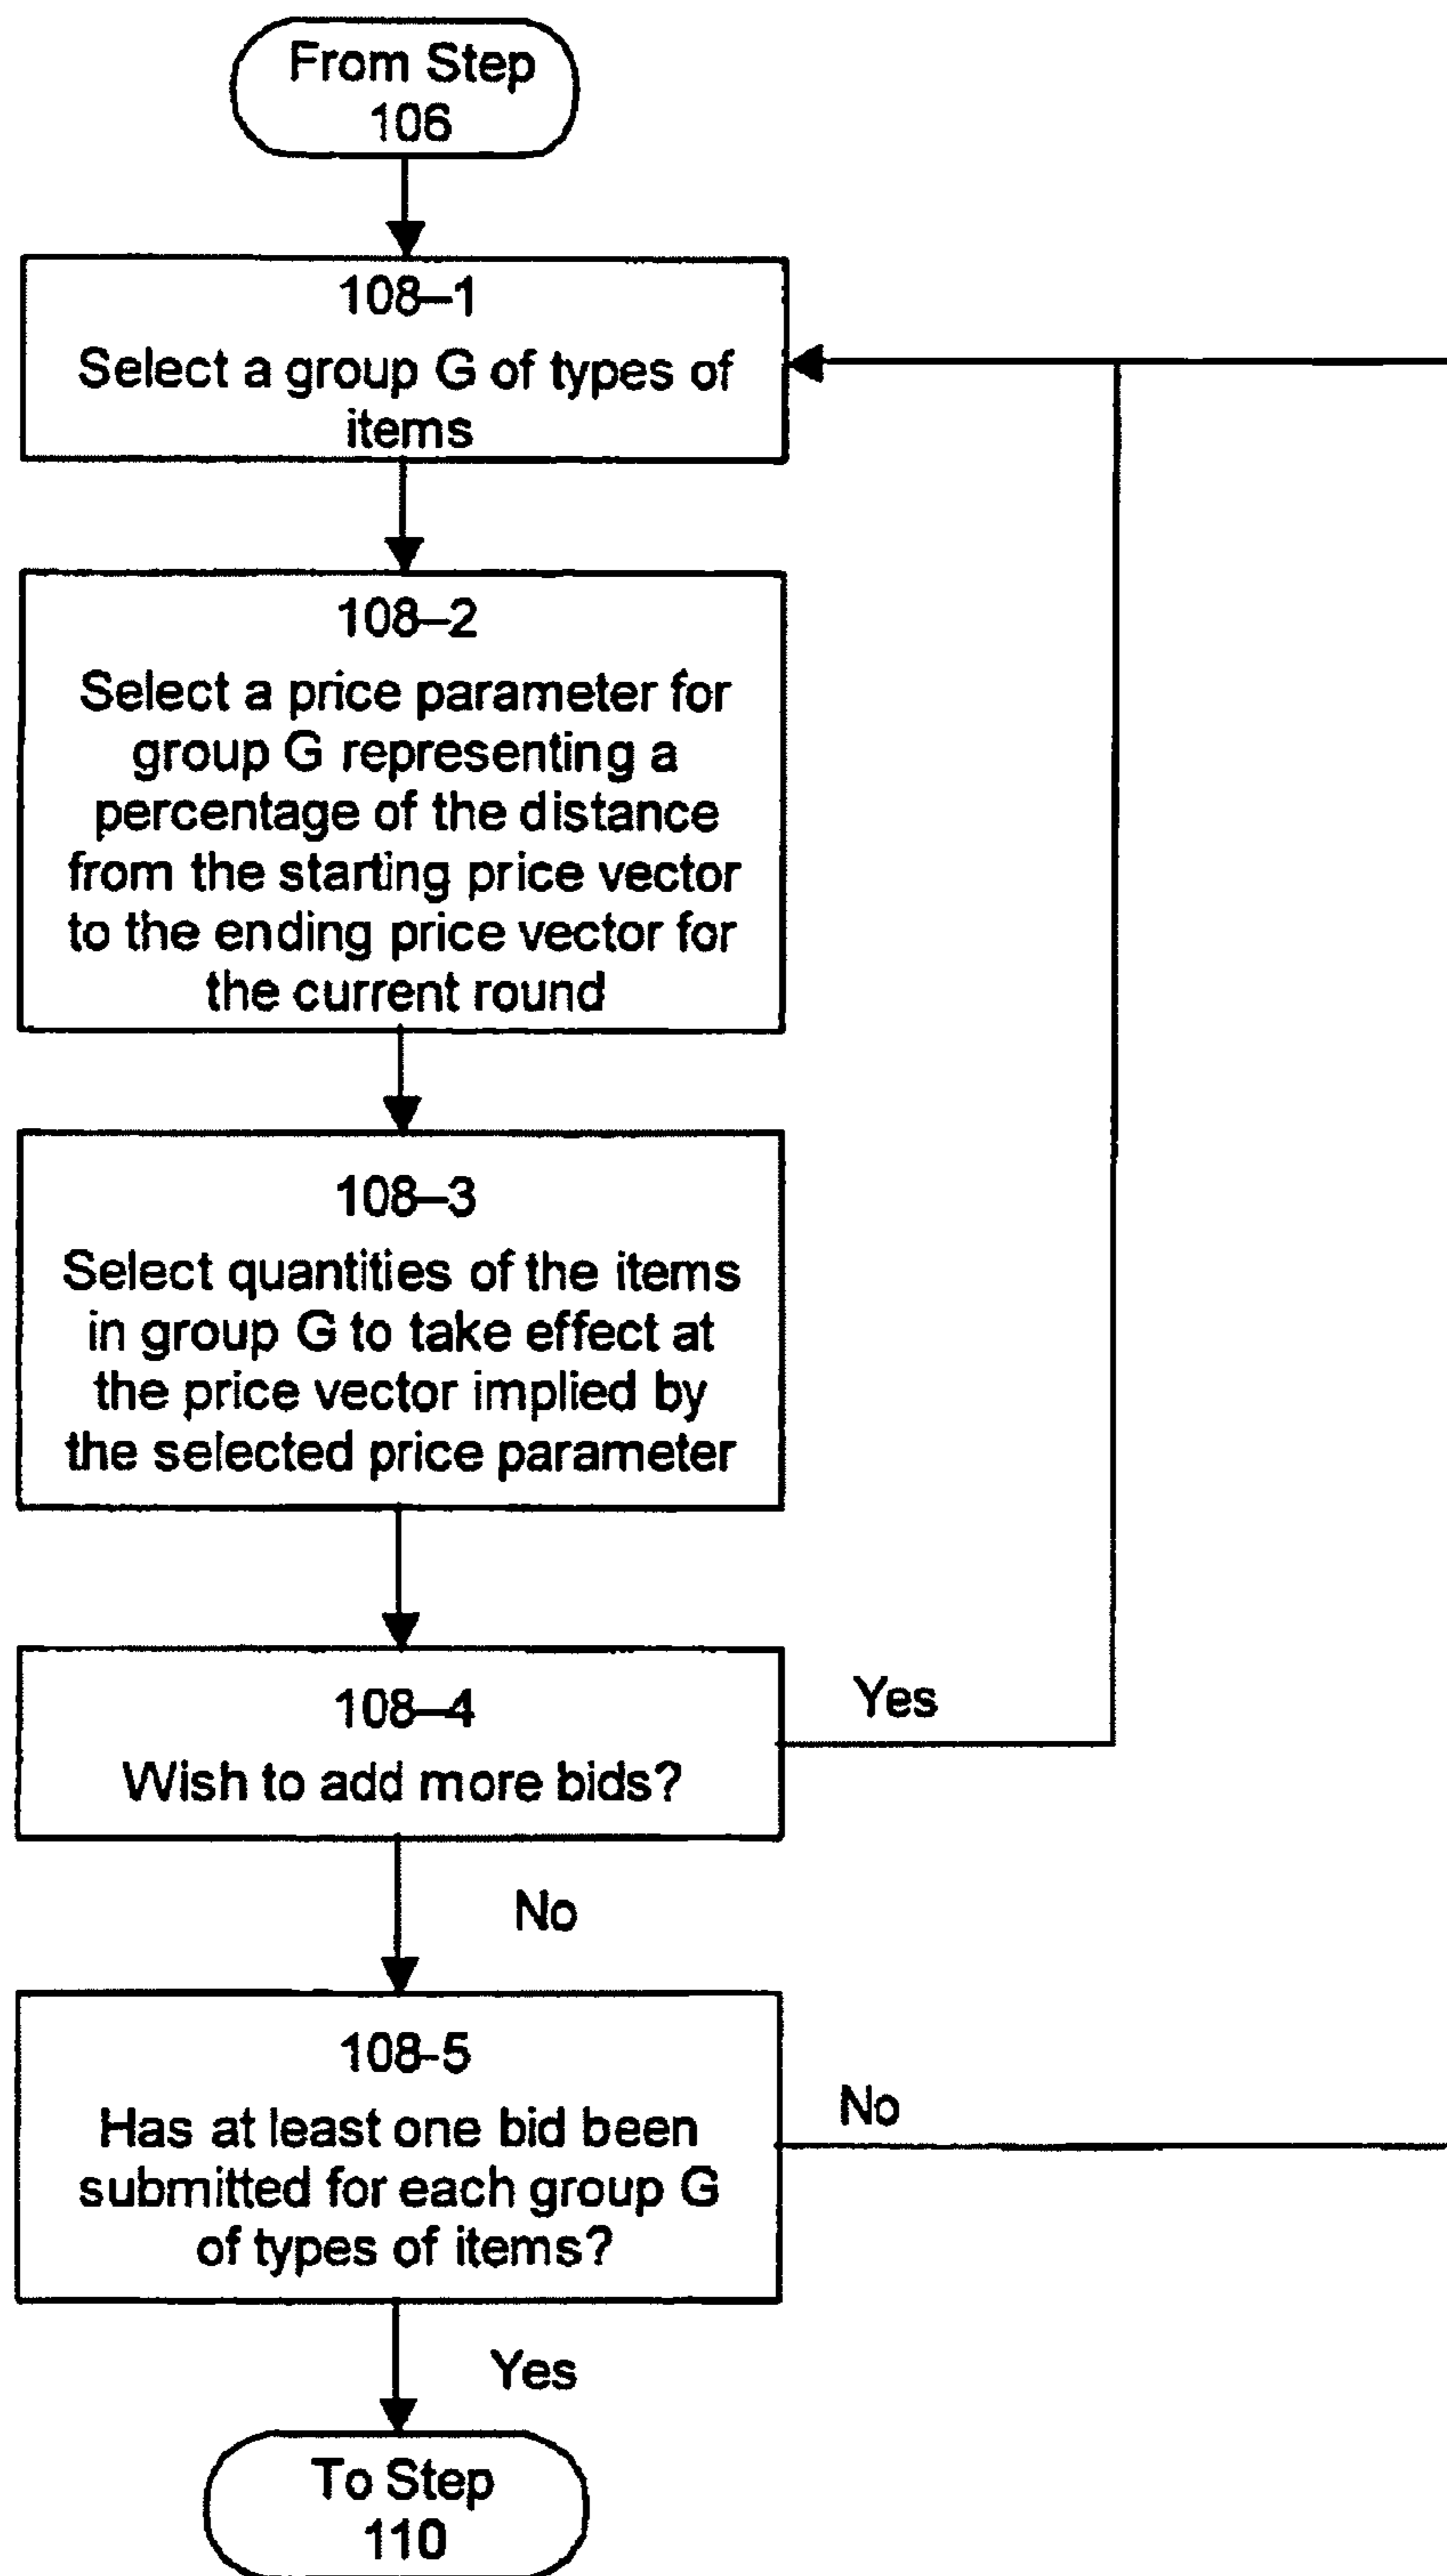 From Step
106
108–1
Select a group G of types of
items
108–2
Select a price parameter for
group G representing a
percentage of the distance
from the starting price vector
to the ending price vector for
the current round
108–3
Select quantities of the items
in group G to take effect at
the price vector implied by
the selected price parameter
108–4
Wish to add more bids?
Yes
No
108-5
Has at least one bid been
submitted for each group G
of types of items?
No
Yes
To Step
110